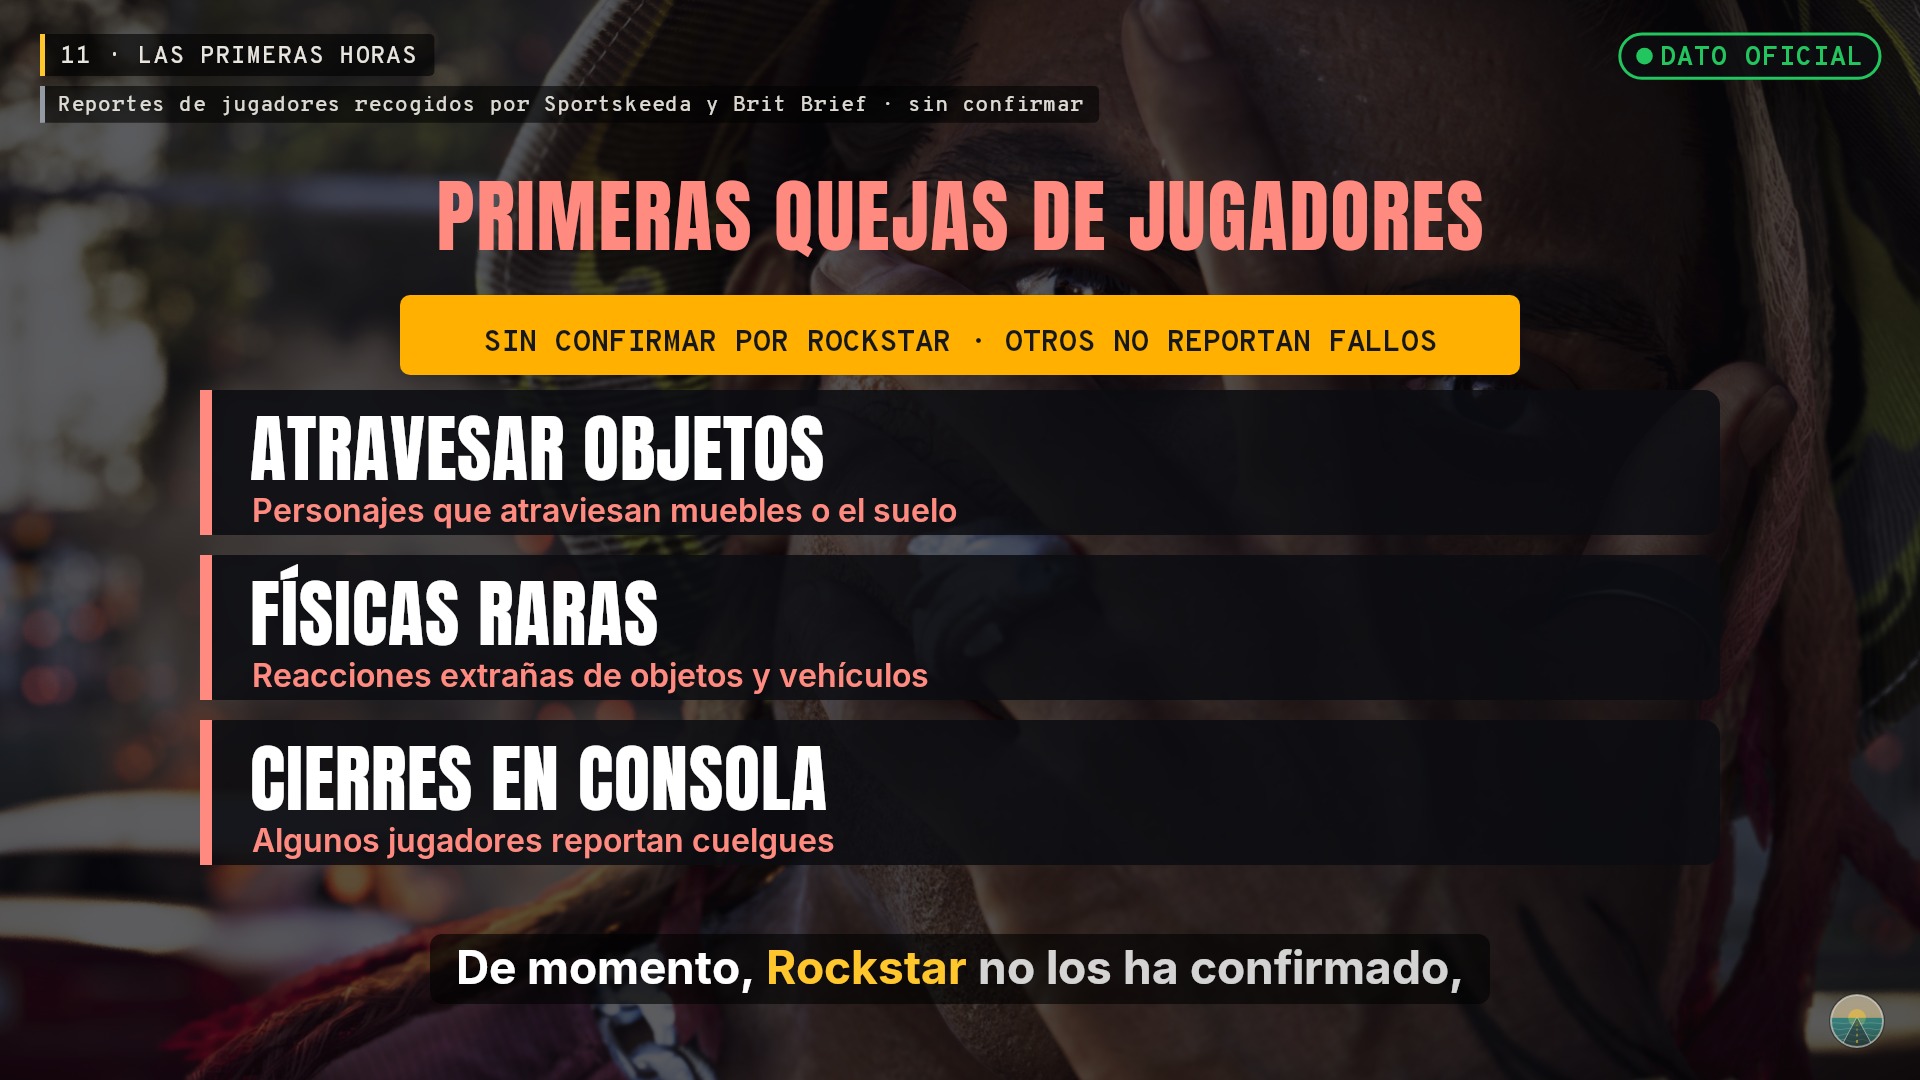 11 · LAS PRIMERAS HORAS
DATO OFICIAL
Reportes de jugadores recogidos por Sportskeeda y Brit Brief · sin confirmar
PRIMERAS QUEJAS DE JUGADORES
SIN CONFIRMAR POR ROCKSTAR · OTROS NO REPORTAN FALLOS
ATRAVESAR OBJETOS
Personajes que atraviesan muebles o el suelo
FÍSICAS RARAS
Reacciones extrañas de objetos y vehículos
CIERRES EN CONSOLA
Algunos jugadores reportan cuelgues
De momento, Rockstar no los ha confirmado,